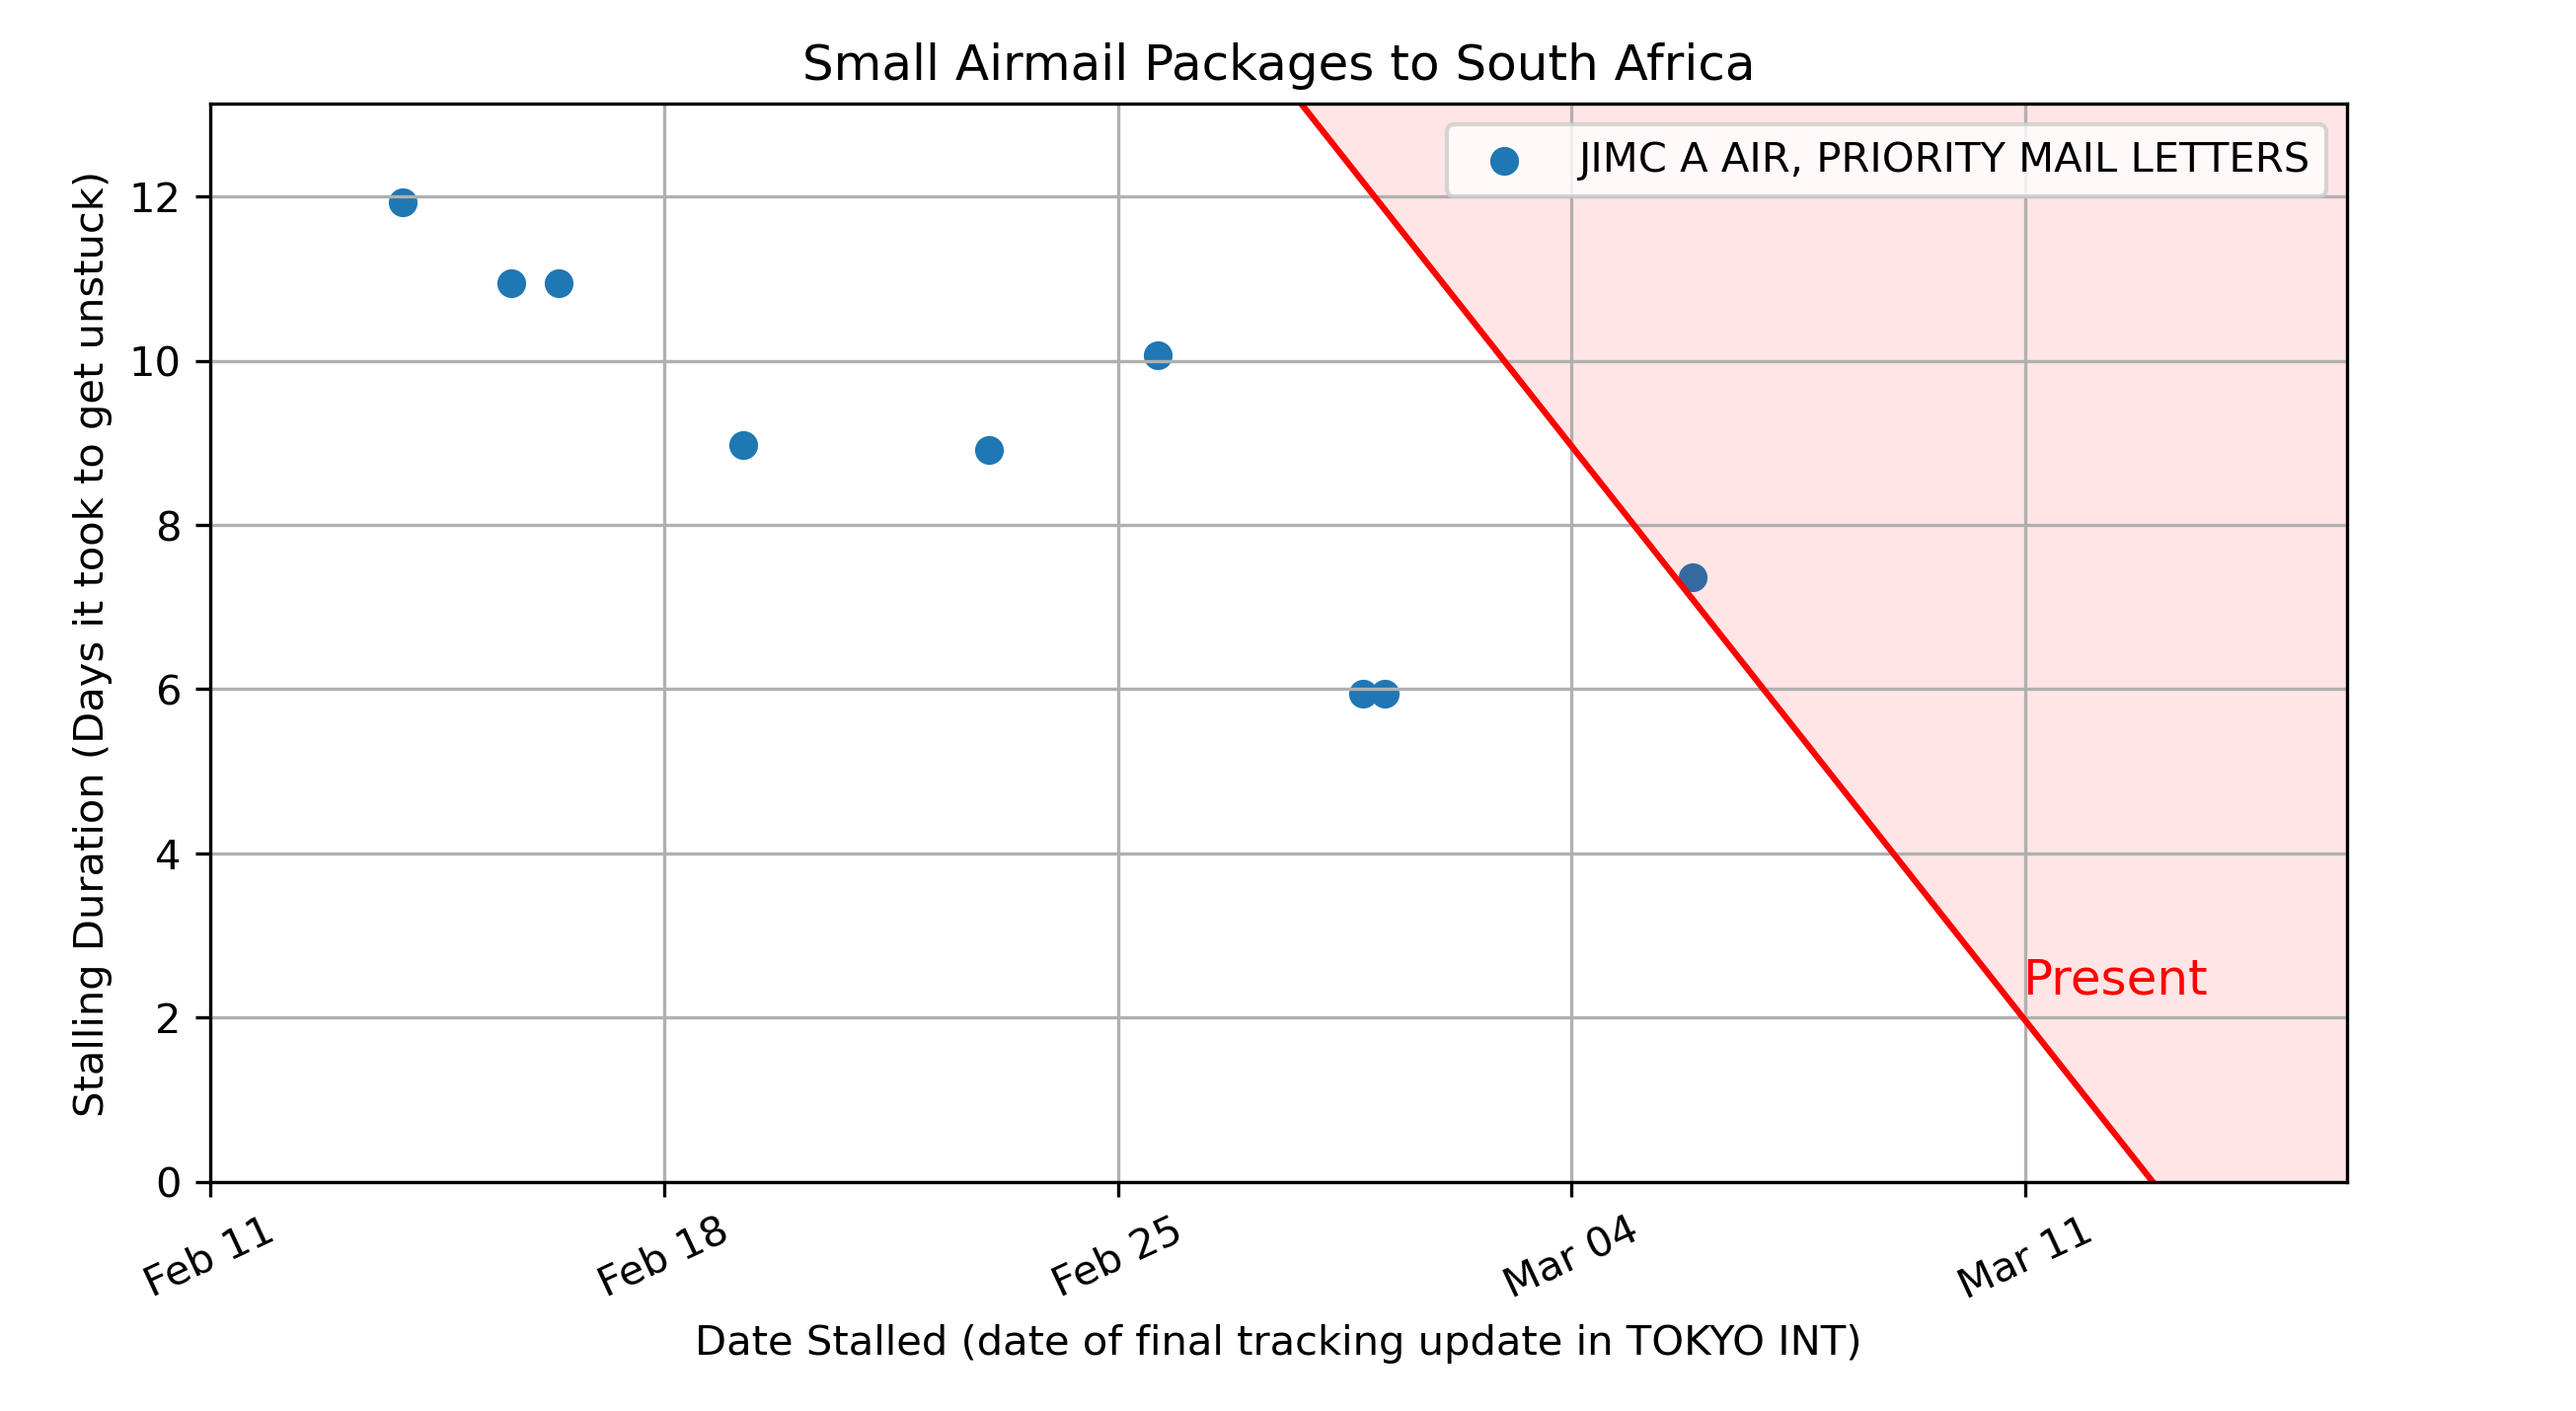 Small Airmail Packages to South Africa
JIMC A AIR, PRIORITY MAIL LETTERS
Stalling Duration (Days it took to get unstuck)
12
10
8
6
4
2
0
Present
Feb 11
Feb 18
Feb 25
Mar 04
Mar 11
Date Stalled (date of final tracking update in TOKYO INT)